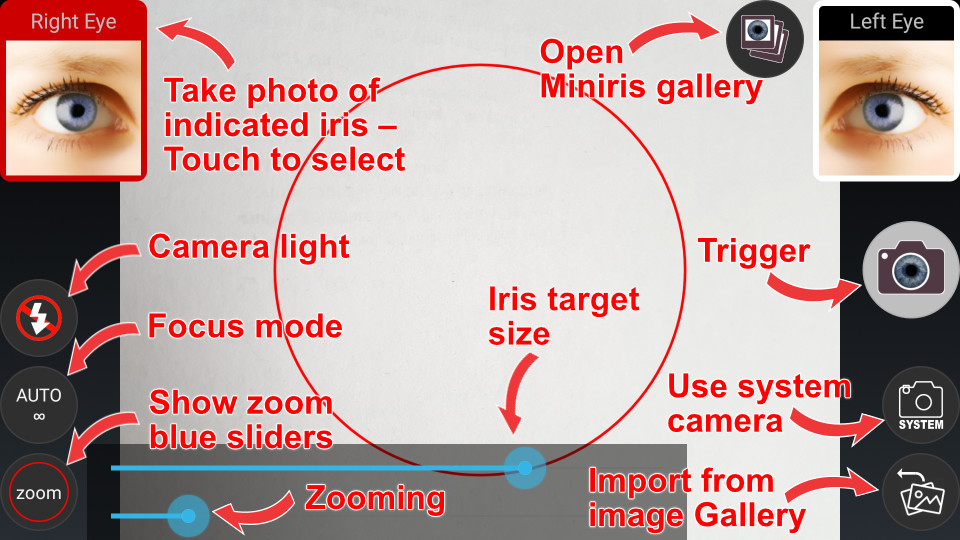 Right Eye
Left Eye
Open
Miniris gallery
Take photo of
indicated iris –
Touch to select
Camera light
Trigger
Iris target
size
Focus mode
AUTO
∞
Show zoom
blue sliders
Use system
camera
SYSTEM
zoom
Zooming
Import from
image Gallery